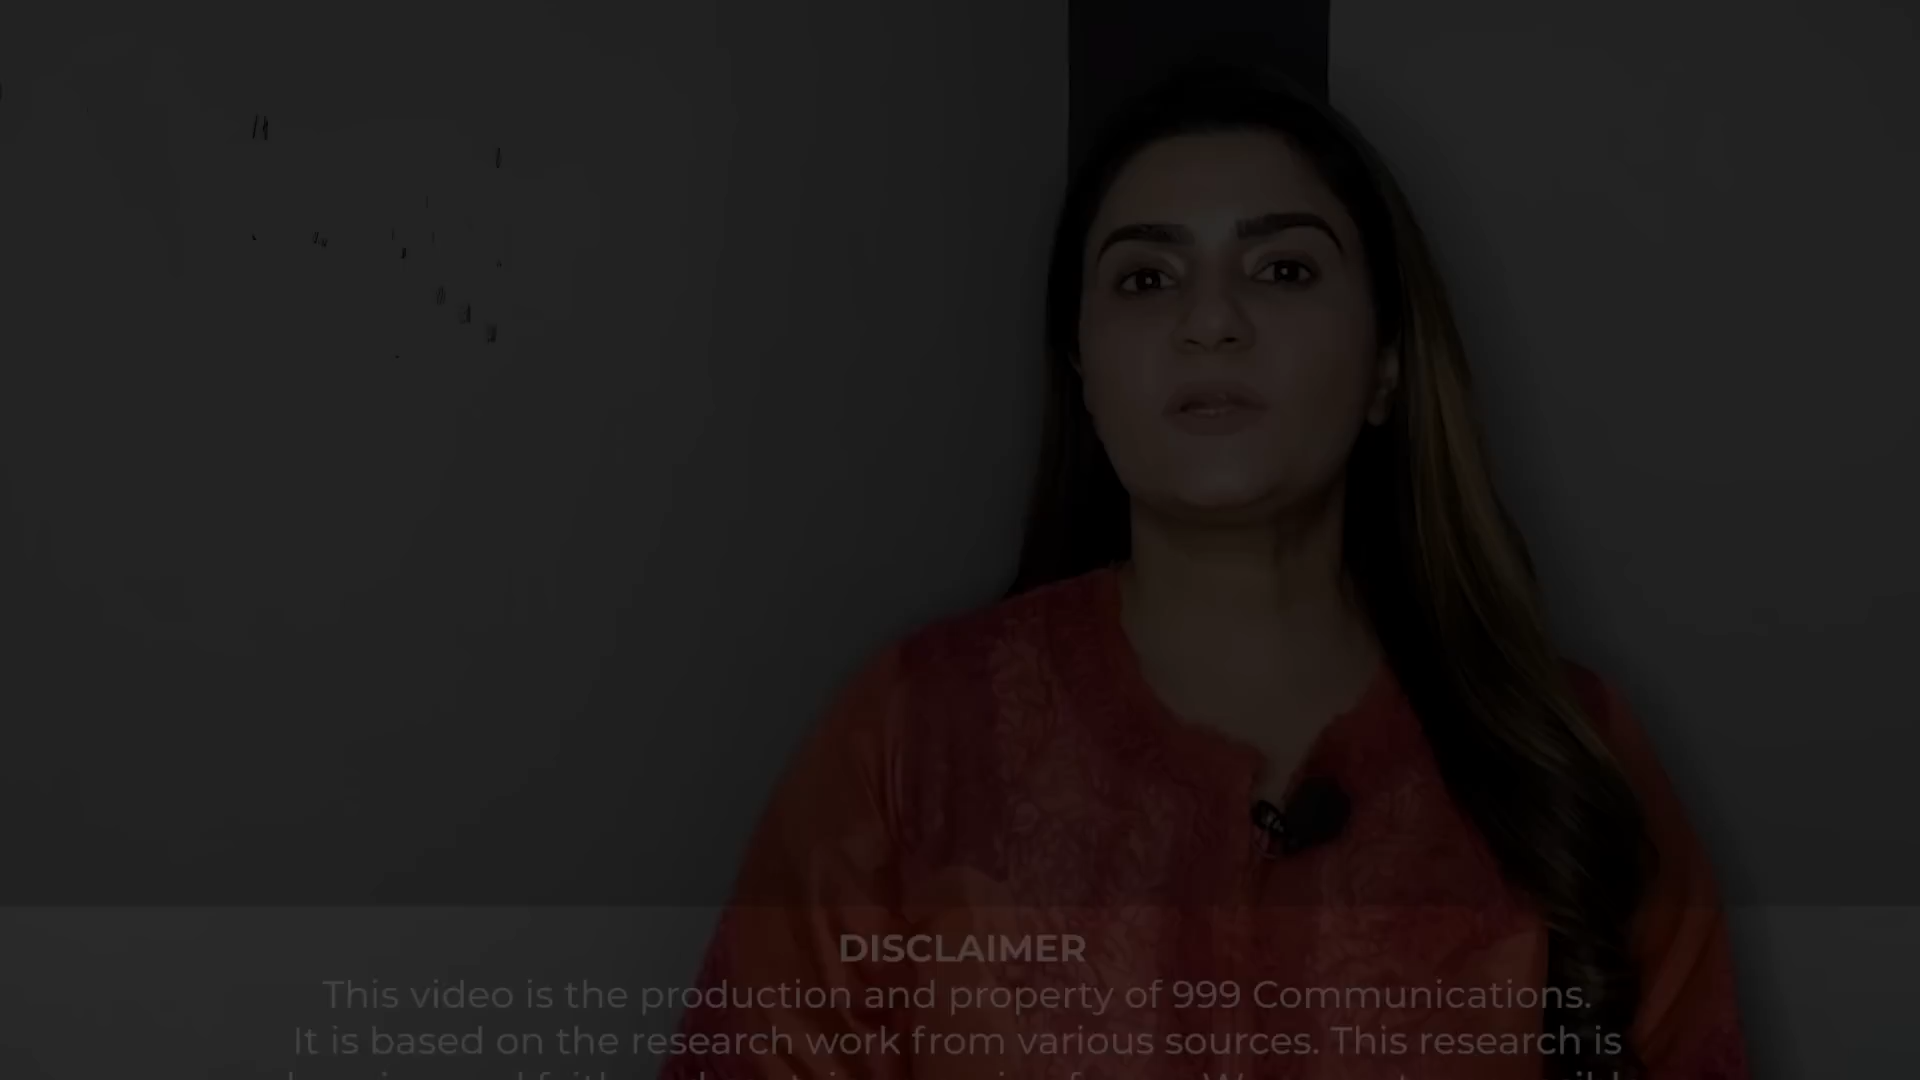 DISCLAIMER
This video is the production and property of 999 Communications.
It is based on the research work from various sources. This research is